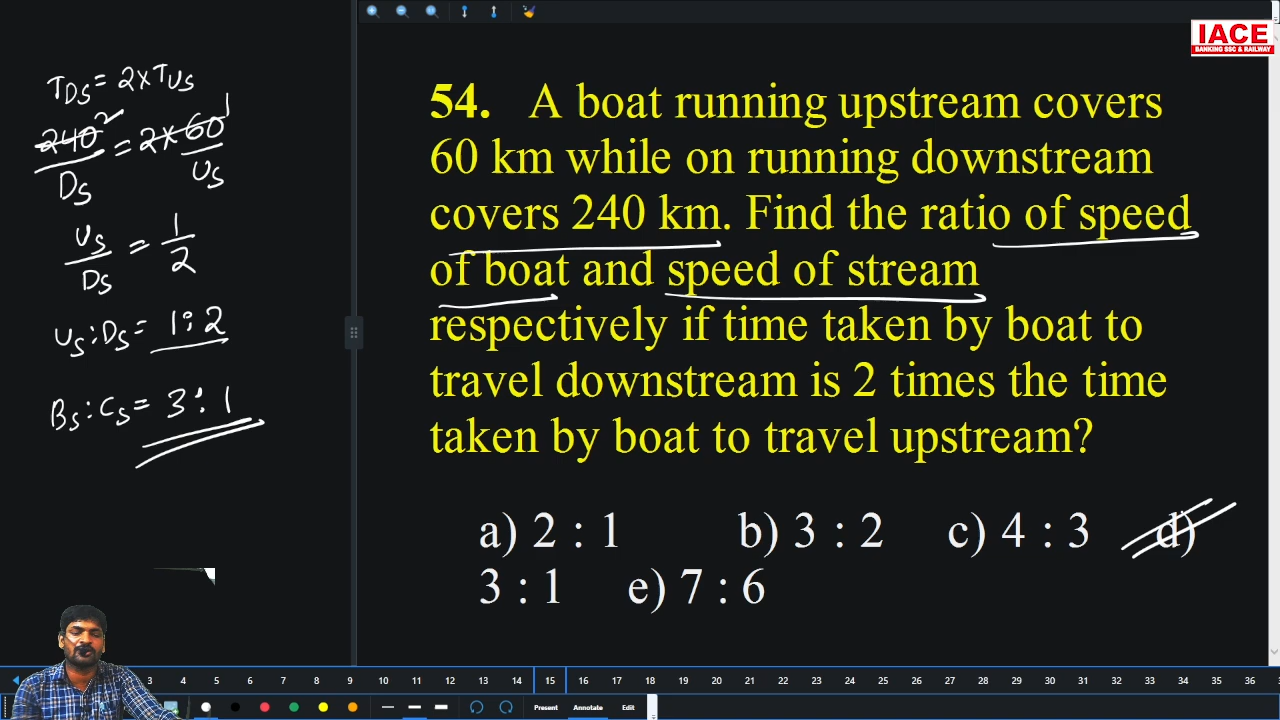 IACE
BANKING SSC & RAILWAY
T_DS = 2 x T_US
240 2 / DS = 2 x 60 1 / US
US / DS = 1 / 2
US : DS = 1 : 2
BS : CS = 3 : 1
54. A boat running upstream covers
60 km while on running downstream
covers 240 km. Find the ratio of speed
of boat and speed of stream
respectively if time taken by boat to
travel downstream is 2 times the time
taken by boat to travel upstream?
a) 2 : 1 b) 3 : 2 c) 4 : 3 d)
3 : 1 e) 7 : 6
3 4 5 6 7 8 9 10 11 12 13 14 15 16 17 18 19 20 21 22 23 24 25 26 27 28 29 30 31 32 33 34 35 36 3
Present Annotate Edit